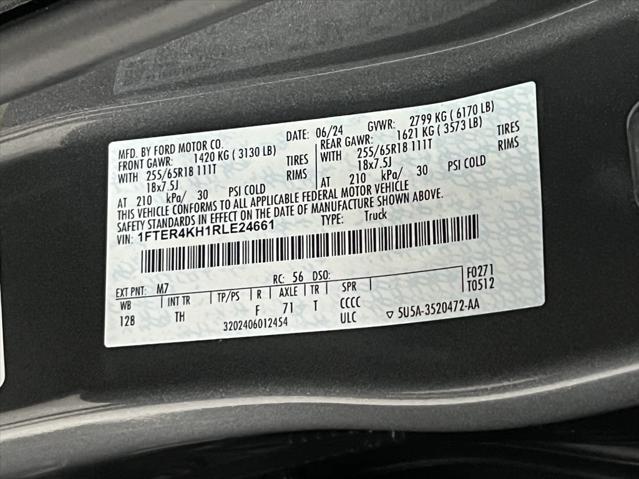 MFD. BY FORD MOTOR CO.
DATE: 06/24 GVWR: 2799 KG ( 6170 LB)
FRONT GAWR: 1420 KG ( 3130 LB) REAR GAWR: 1621 KG ( 3573 LB)
WITH 255/65R18 111T TIRES WITH 255/65R18 111T TIRES
18x7.5J RIMS 18x7.5J RIMS
AT 210 kPa/ 30 PSI COLD AT 210 kPa/ 30 PSI COLD
THIS VEHICLE CONFORMS TO ALL APPLICABLE FEDERAL MOTOR VEHICLE
SAFETY STANDARDS IN EFFECT ON THE DATE OF MANUFACTURE SHOWN ABOVE.
VIN: 1FTER4KH1RLE24661 TYPE: Truck
EXT PNT: M7 RC: 56 DSO: F0271
WB INT TR TP/PS R AXLE TR SPR T0512
128 TH F 71 T CCCC
3202406012454 ULC 5U5A-3520472-AA